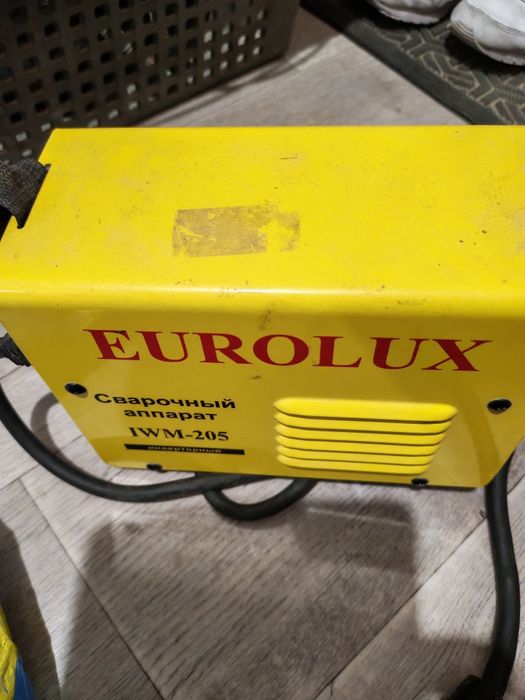 EUROLUX
Сварочный
аппарат
IWM-205
инверторный